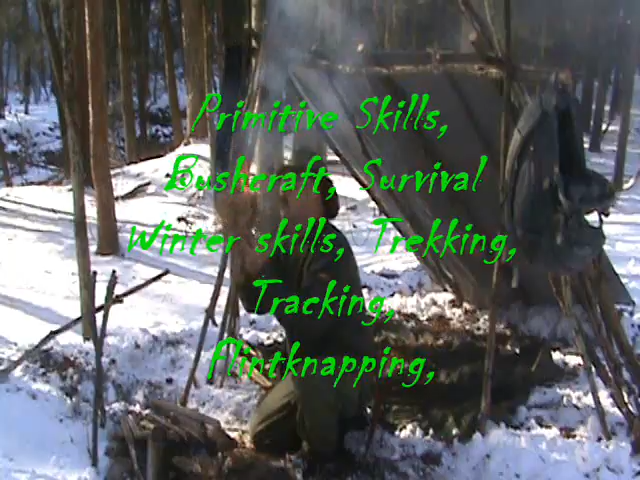 Primitive Skills,
Bushcraft, Survival
Winter skills, Trekking,
Tracking,
flintknapping,